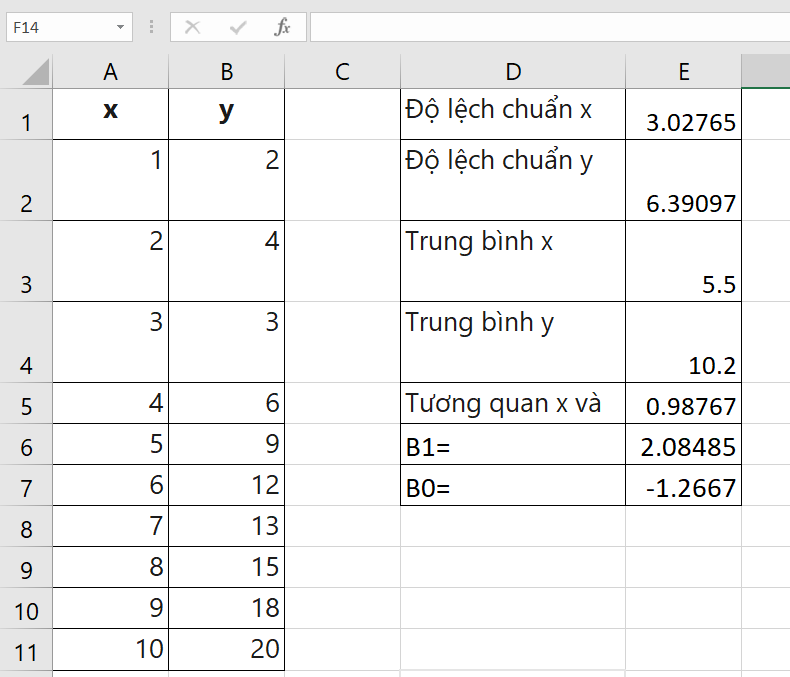 F14 fx
A B C D E
1 x y Độ lệch chuẩn x 3.02765
2 1 2 Độ lệch chuẩn y 6.39097
3 2 4 Trung bình x 5.5
4 3 3 Trung bình y 10.2
5 4 6 Tương quan x và 0.98767
6 5 9 B1= 2.08485
7 6 12 B0= -1.2667
8 7 13
9 8 15
10 9 18
11 10 20